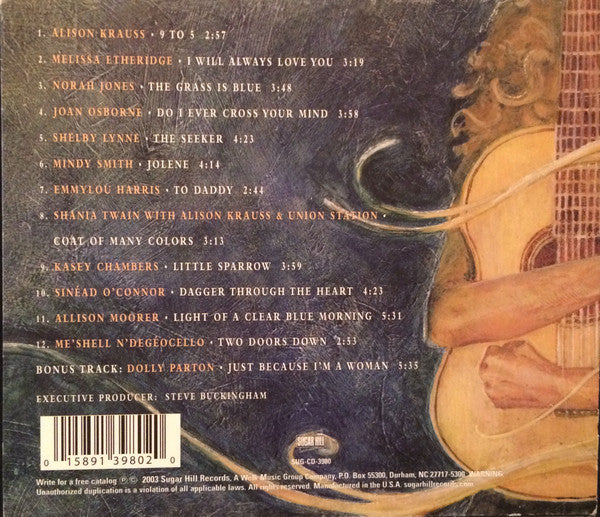 1. ALISON KRAUSS • 9 TO 5 2:57
2. MELISSA ETHERIDGE • I WILL ALWAYS LOVE YOU 3:19
3. NORAH JONES • THE GRASS IS BLUE 3:48
4. JOAN OSBORNE • DO I EVER CROSS YOUR MIND 3:58
5. SHELBY LYNNE • THE SEEKER 4:23
6. MINDY SMITH • JOLENE 4:14
7. EMMYLOU HARRIS • TO DADDY 2:44
8. SHANIA TWAIN WITH ALISON KRAUSS & UNION STATION •
COAT OF MANY COLORS 3:13
9. KASEY CHAMBERS • LITTLE SPARROW 3:59
10. SINÉAD O'CONNOR • DAGGER THROUGH THE HEART 4:23
11. ALLISON MOORER • LIGHT OF A CLEAR BLUE MORNING 5:31
12. ME'SHELL N'DEGÉOCELLO • TWO DOORS DOWN 2:53
BONUS TRACK: DOLLY PARTON • JUST BECAUSE I'M A WOMAN 5:35
EXECUTIVE PRODUCER: STEVE BUCKINGHAM
0 15891 39802 0
SUGAR HILL
SUG-CD-3980
Write for a free catalog ℗ © 2003 Sugar Hill Records, A Welk Music Group Company, P.O. Box 55300, Durham, NC 27717-5300 WARNING:
Unauthorized duplication is a violation of all applicable laws. All rights reserved. Manufactured in the U.S.A. sugarhillrecords.com